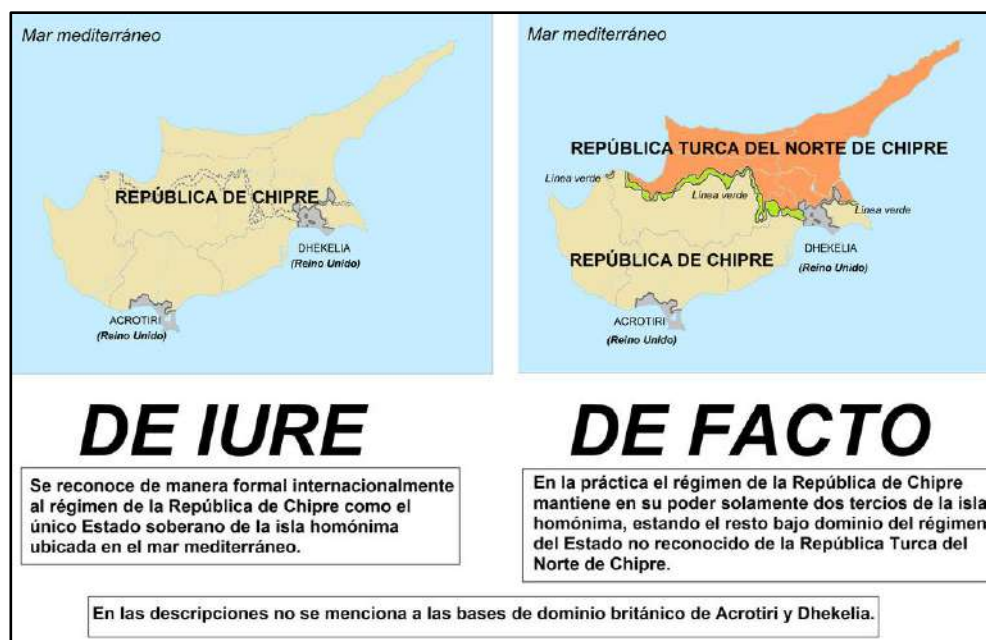 Mar mediterráneo
REPÚBLICA DE CHIPRE
DHEKELIA
(Reino Unido)
ACROTIRI
(Reino Unido)
Mar mediterráneo
REPÚBLICA TURCA DEL NORTE DE CHIPRE
Línea verde
Línea verde
Línea verde
DHEKELIA
(Reino Unido)
REPÚBLICA DE CHIPRE
ACROTIRI
(Reino Unido)
DE IURE
Se reconoce de manera formal internacionalmente
al régimen de la República de Chipre como el
único Estado soberano de la isla homónima
ubicada en el mar mediterráneo.
DE FACTO
En la práctica el régimen de la República de Chipre
mantiene en su poder solamente dos tercios de la isla
homónima, estando el resto bajo dominio del régimen
del Estado no reconocido de la República Turca del
Norte de Chipre.
En las descripciones no se menciona a las bases de dominio británico de Acrotiri y Dhekelia.